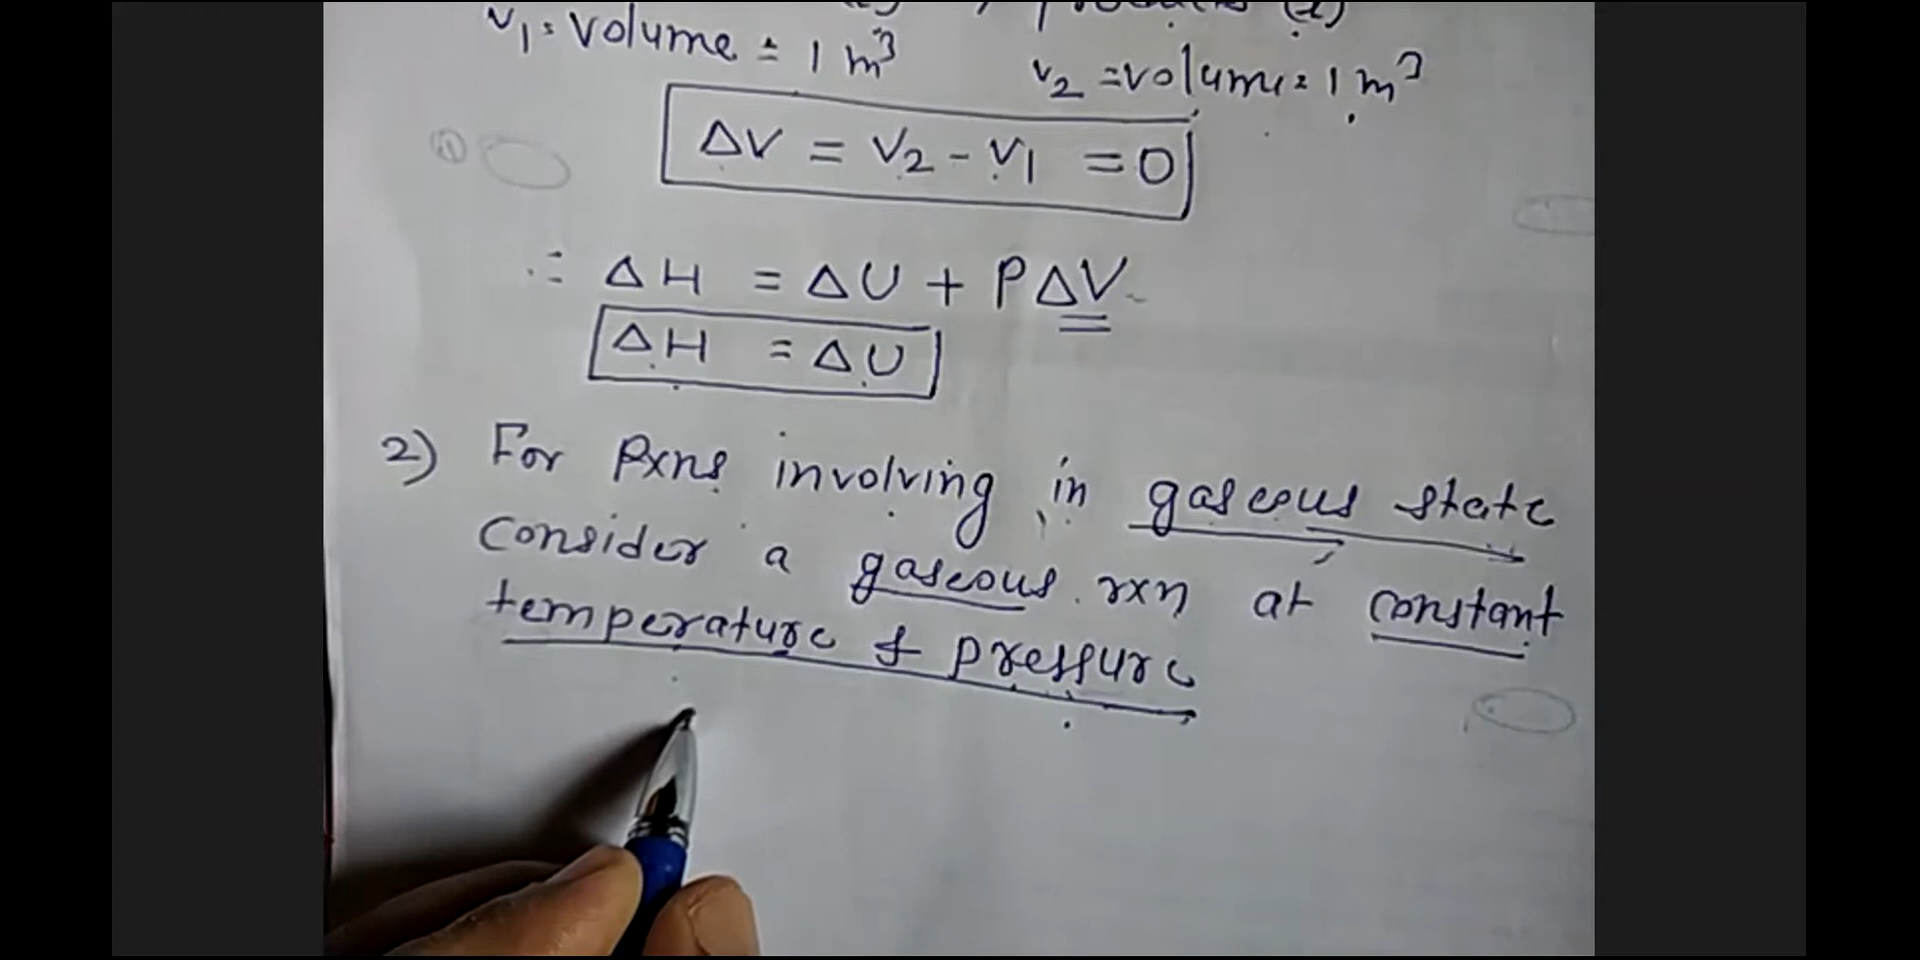 V1 = Volume = 1 m³ V2 = Volume = 1 m³
ΔV = V2 - V1 = 0
∴ ΔH = ΔU + PΔV
ΔH = ΔU
2) For Rxns involving in gaseous state
Consider a gaseous rxn at constant
temperature & pressure